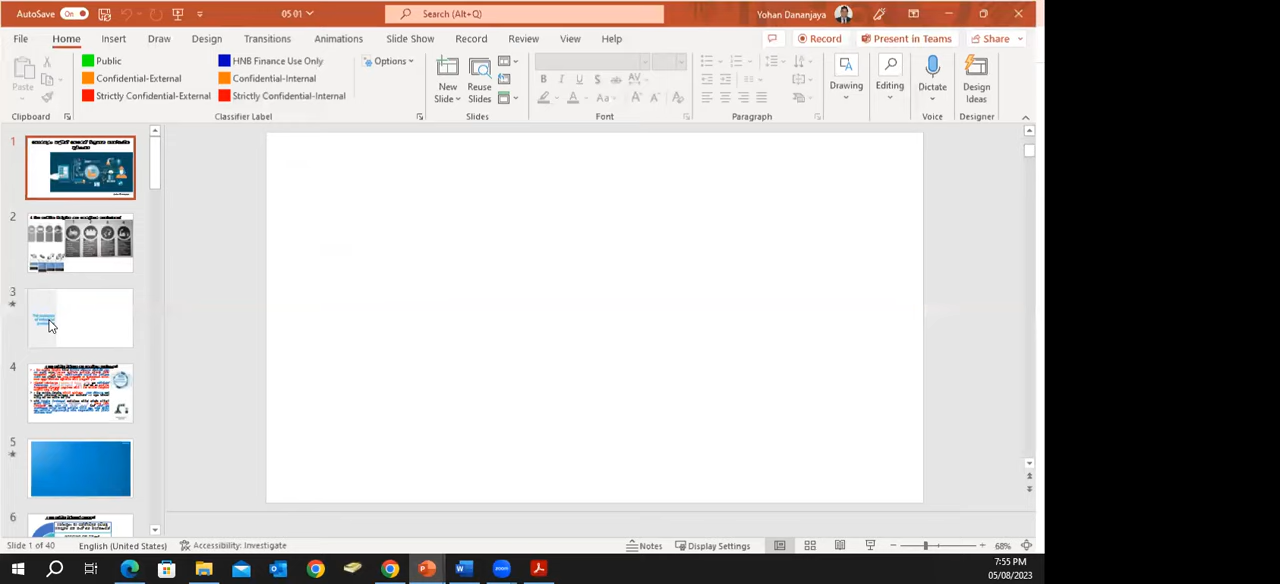 AutoSave On 05 01 Search (Alt+Q) Yohan Dananjaya
File Home Insert Draw Design Transitions Animations Slide Show Record Review View Help Record Present in Teams Share
Public HNB Finance Use Only Options
Confidential-External Confidential-Internal
Strictly Confidential-External Strictly Confidential-Internal
Paste New Slide Reuse Slides B I U S ab AV Aa A A A Drawing Editing Dictate Design Ideas
Clipboard Classifier Label Slides Font Paragraph Voice Designer
1
2
3
4
5
6
Slide 1 of 40 English (United States) Accessibility: Investigate Notes Display Settings 68%
7:55 PM
05/08/2023